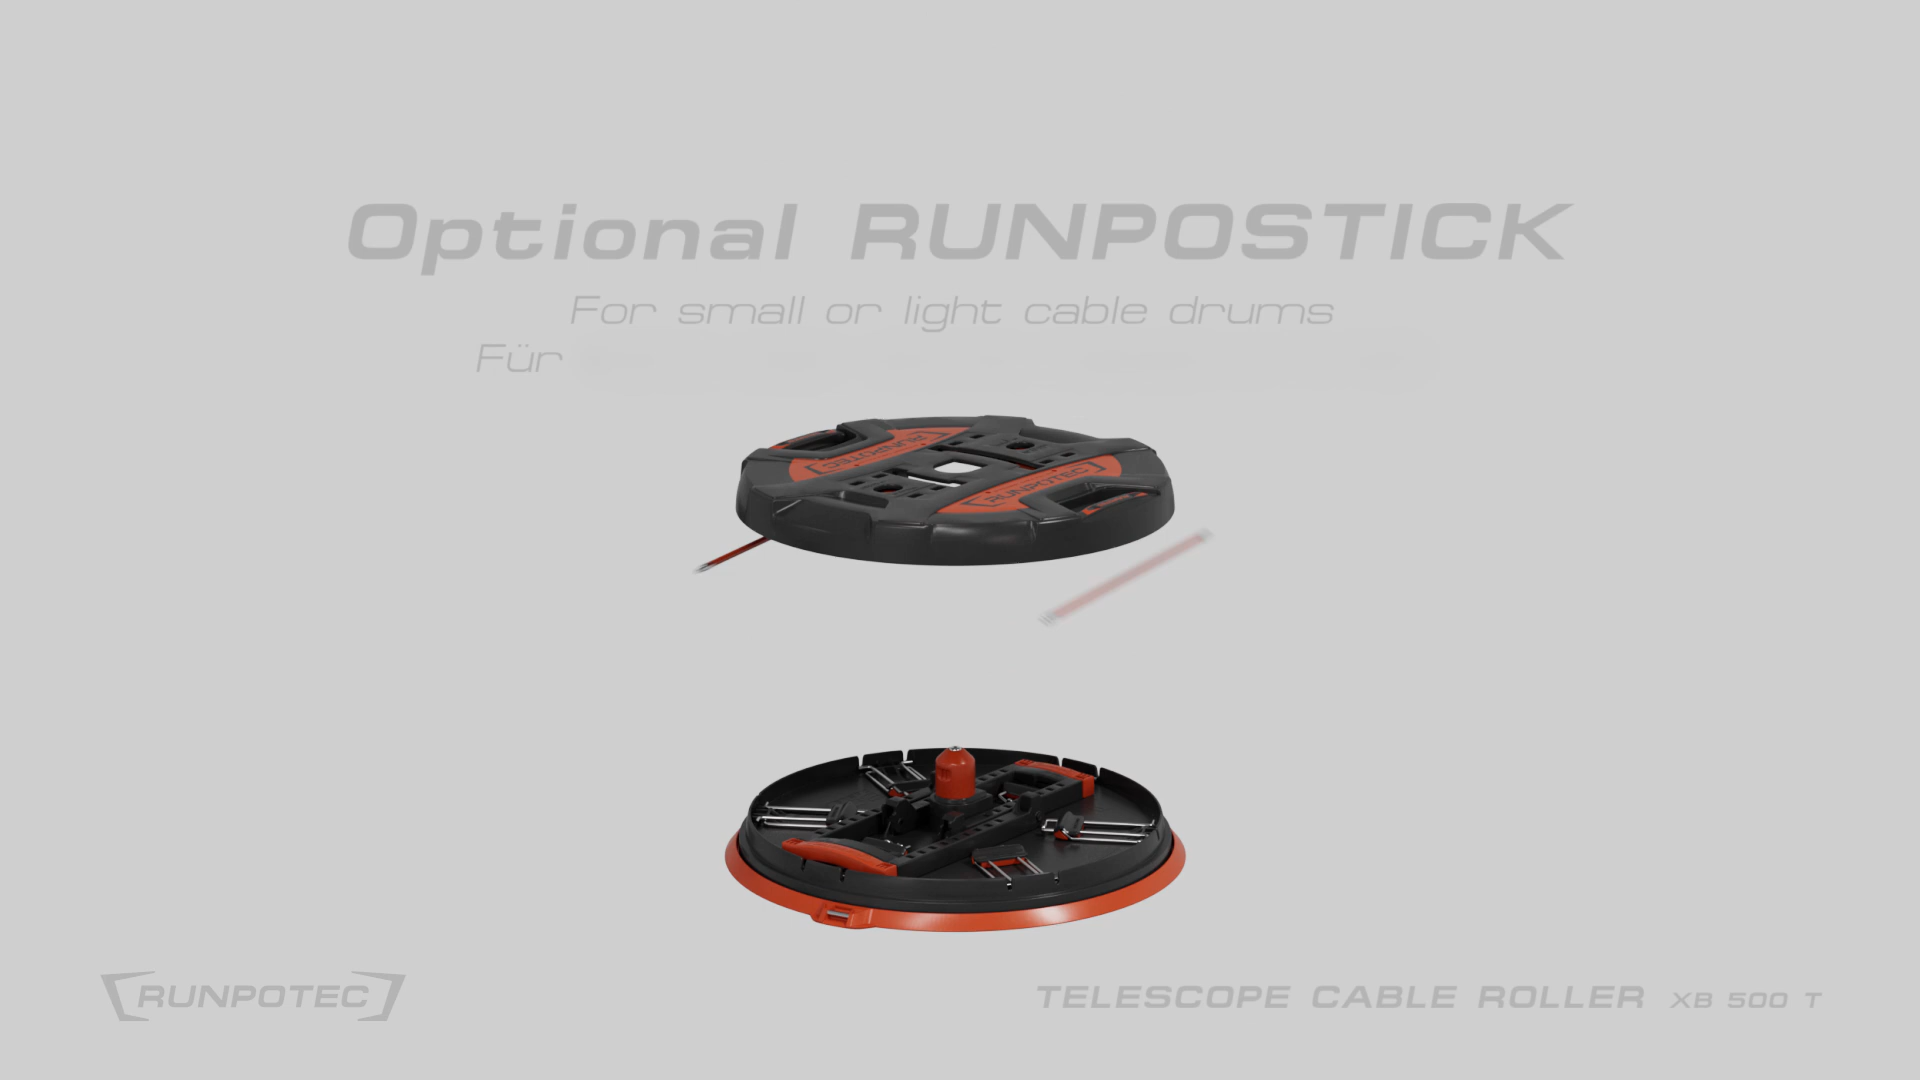 Optional RUNPOSTICK
For small or light cable drums
Für
RUNPOTEC
RUNPOTEC
RUNPOTEC
TELESCOPE CABLE ROLLER XB 500 T